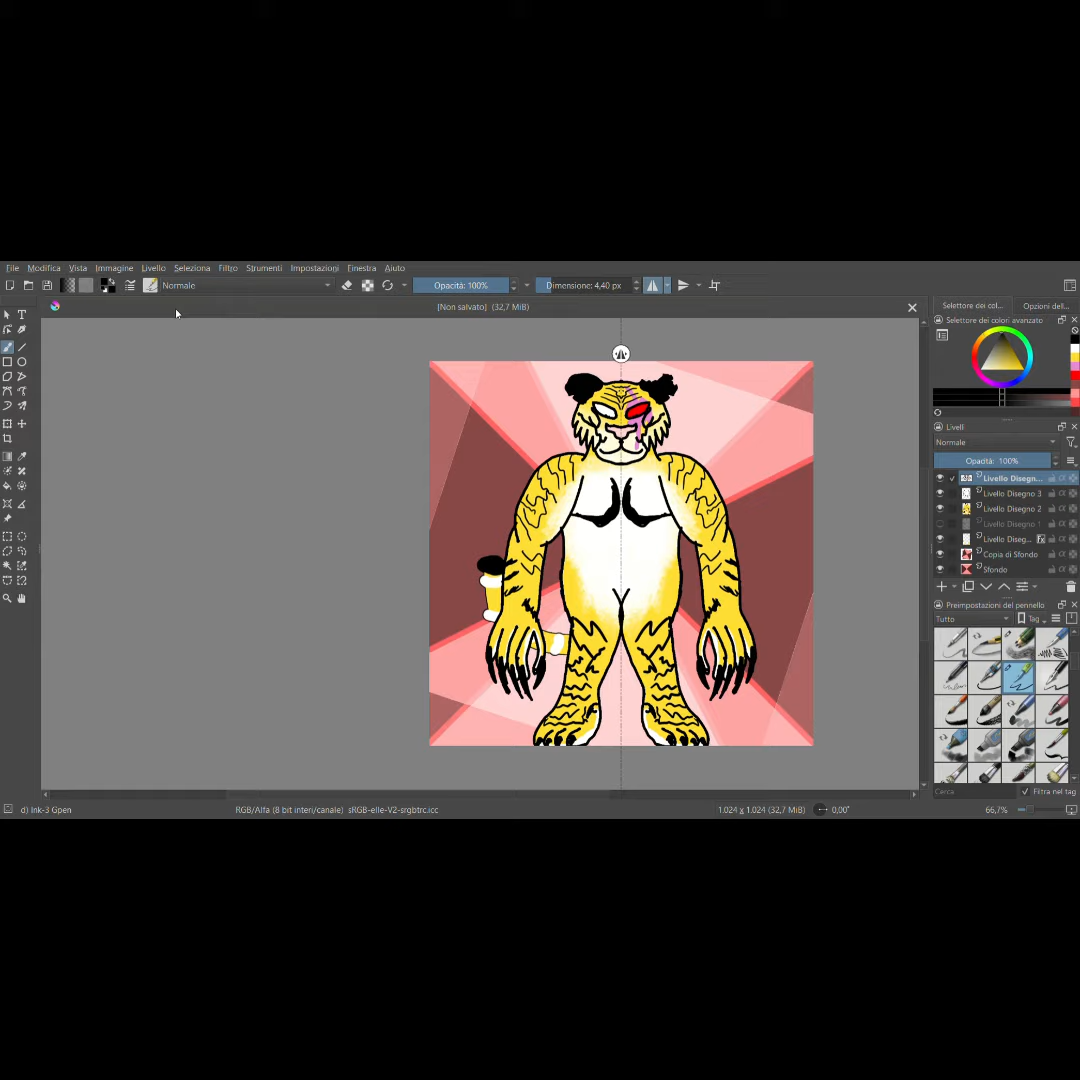 File Modifica Vista Immagine Livello Seleziona Filtro Strumenti Impostazioni Finestra Aiuto
Normale Opacità: 100% Dimensione: 4,40 px
[Non salvato] (32,7 MiB)
Selettore dei col... Opzioni dell...
Selettore dei colori avanzato
Livelli
Normale
Opacità: 100%
Livello Disegn...
Livello Disegno 3
Livello Disegno 2
Livello Disegno 1
Livello Diseg...
Copia di Sfondo
Sfondo
Preimpostazioni del pennello
Tutto Tag
Cerca Filtra nel tag
d) Ink-3 Gpen RGB/Alfa (8 bit interi/canale) sRGB-elle-V2-srgbtrc.icc 1.024 x 1.024 (32,7 MiB) 0,00° 66,7%